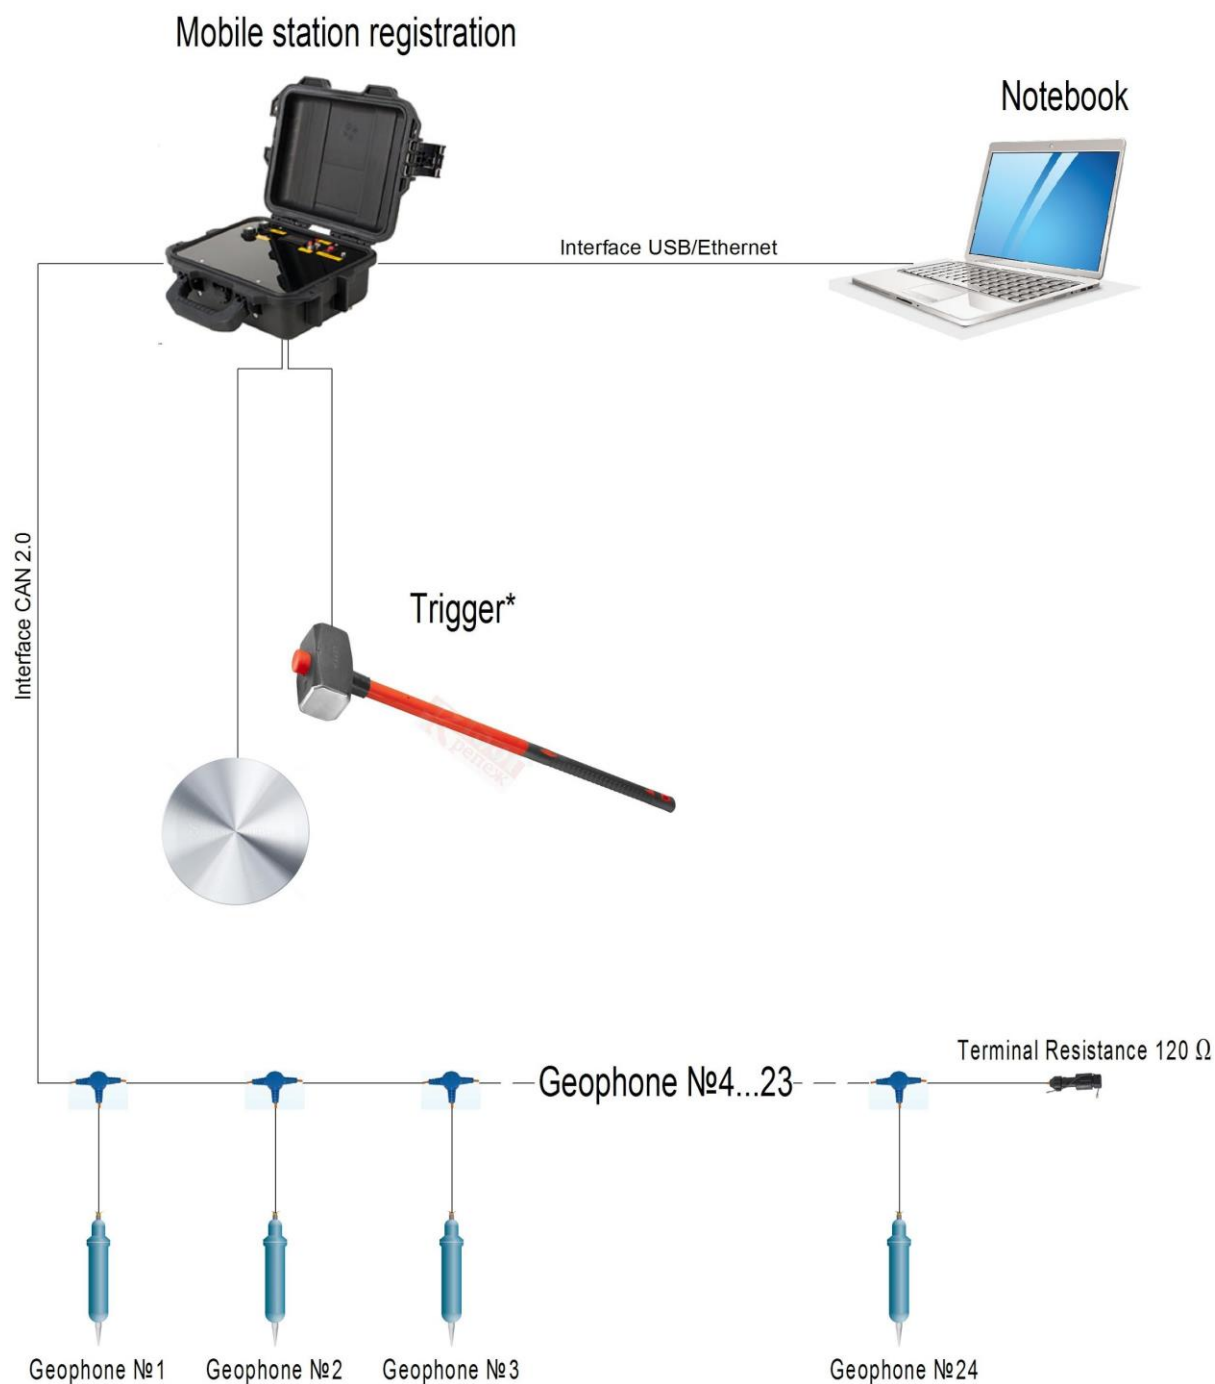 Mobile station registration
Notebook
Interface USB/Ethernet
Interface CAN 2.0
Trigger*
репеж
Terminal Resistance 120 Ω
Geophone №4...23
Geophone №1
Geophone №2
Geophone №3
Geophone №24